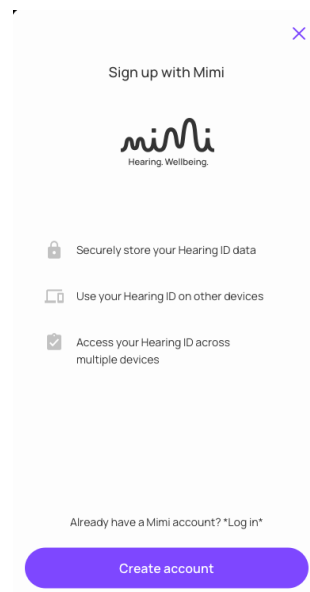 Sign up with Mimi
mimi
Hearing. Wellbeing.
Securely store your Hearing ID data
Use your Hearing ID on other devices
Access your Hearing ID across
multiple devices
Already have a Mimi account? *Log in*
Create account